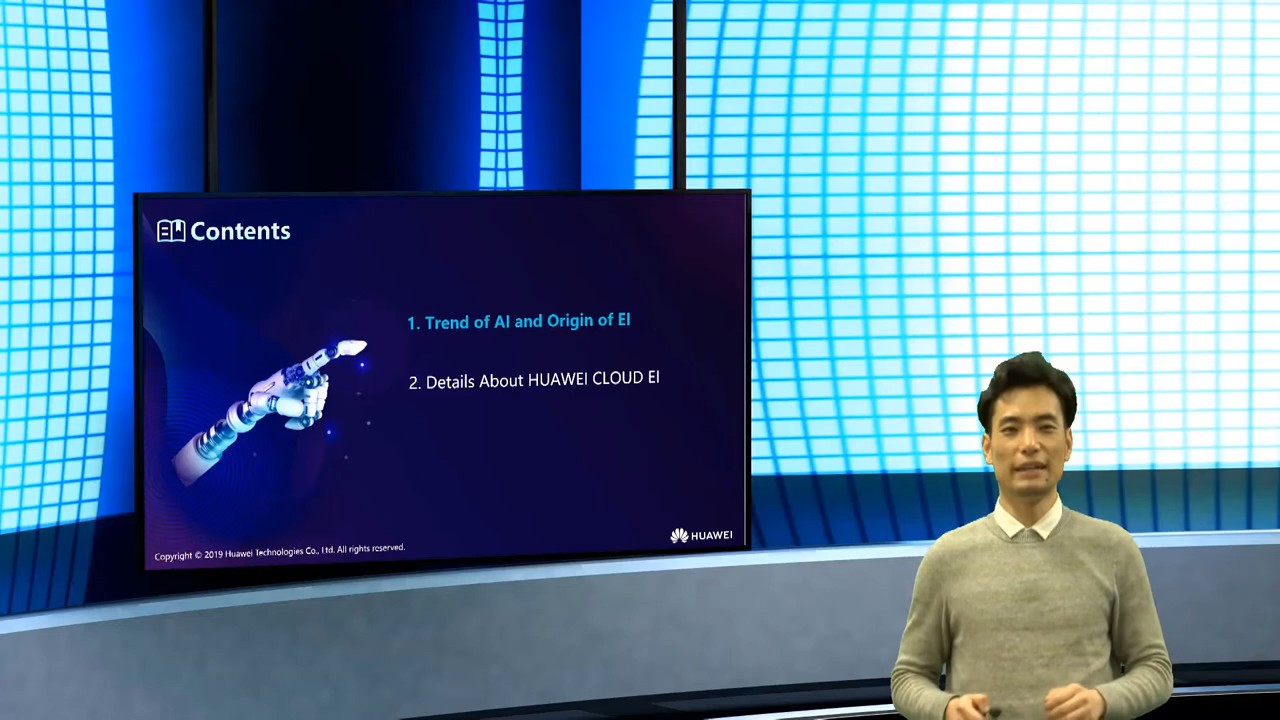 Contents
1. Trend of AI and Origin of EI
2. Details About HUAWEI CLOUD EI
HUAWEI
Copyright © 2019 Huawei Technologies Co., Ltd. All rights reserved.